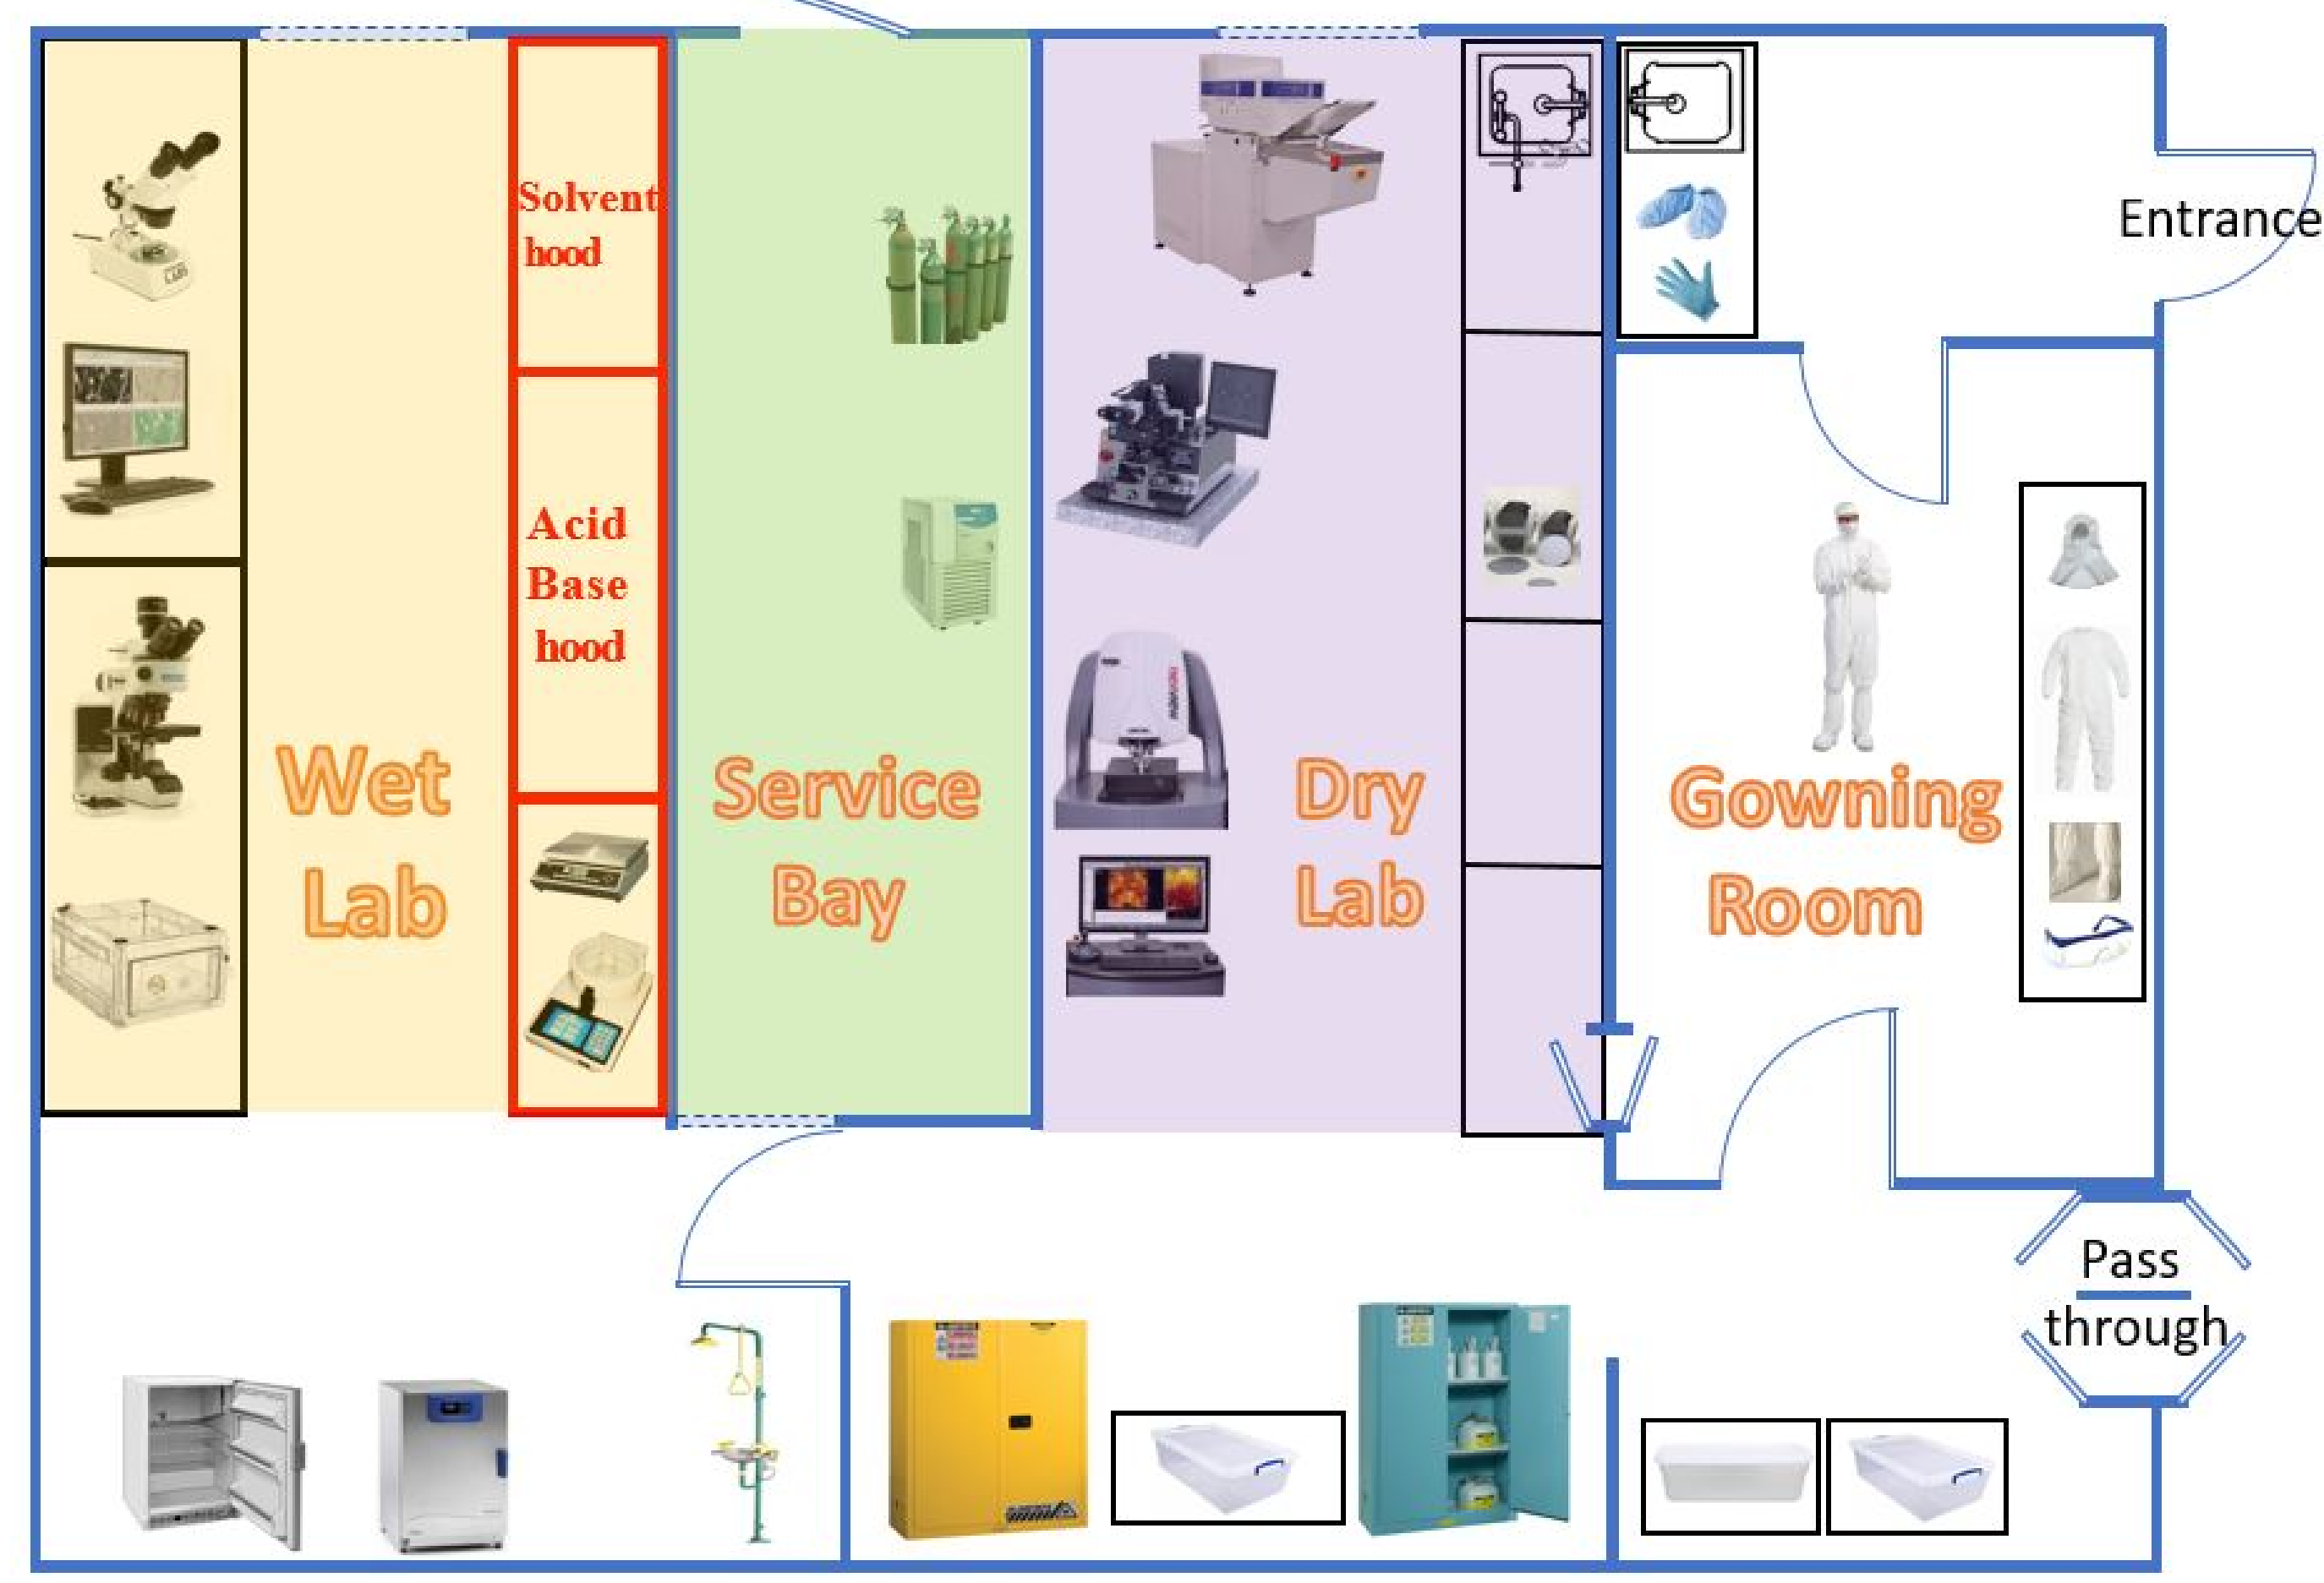 Solvent
hood
Acid
Base
hood
Entrance
Wet
Lab
Service
Bay
Dry
Lab
Gowning
Room
Pass
through